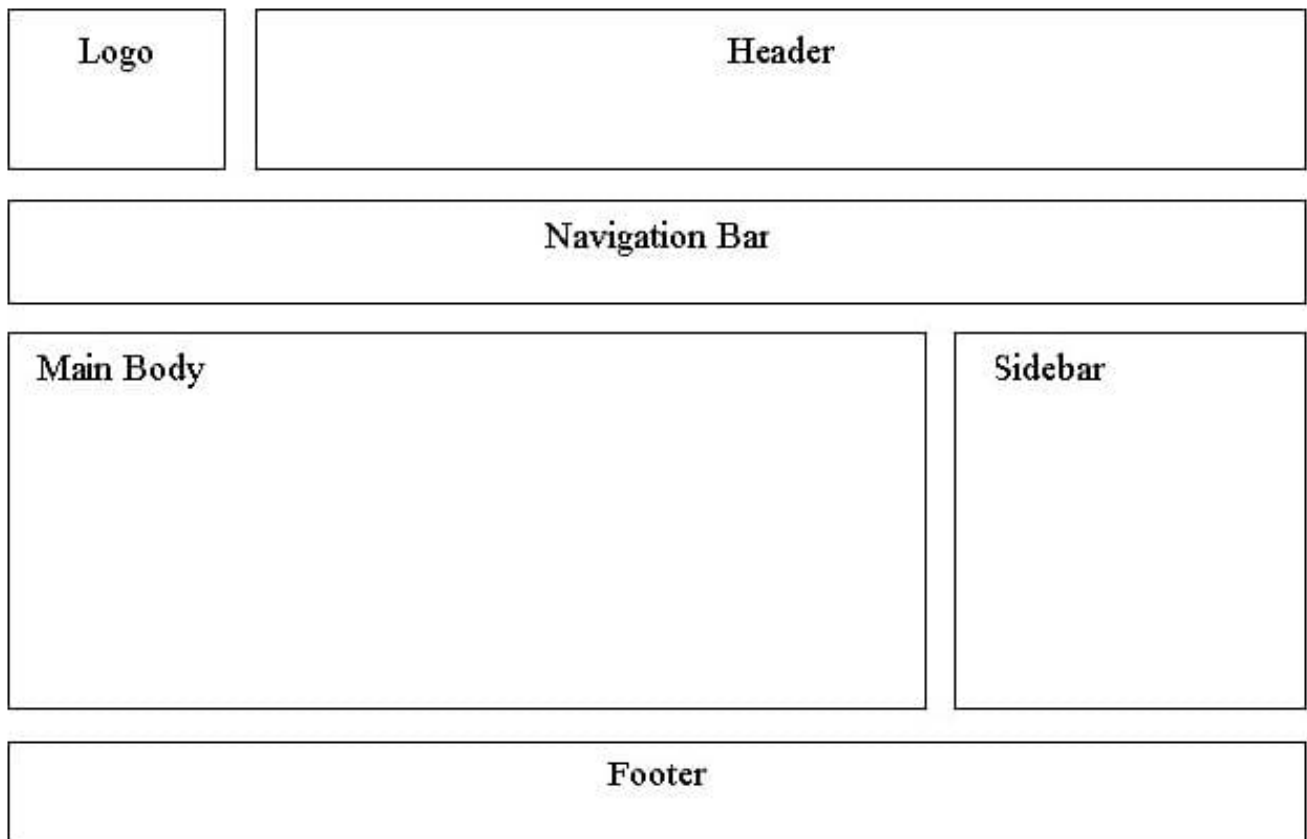 Logo
Header
Navigation Bar
Main Body
Sidebar
Footer